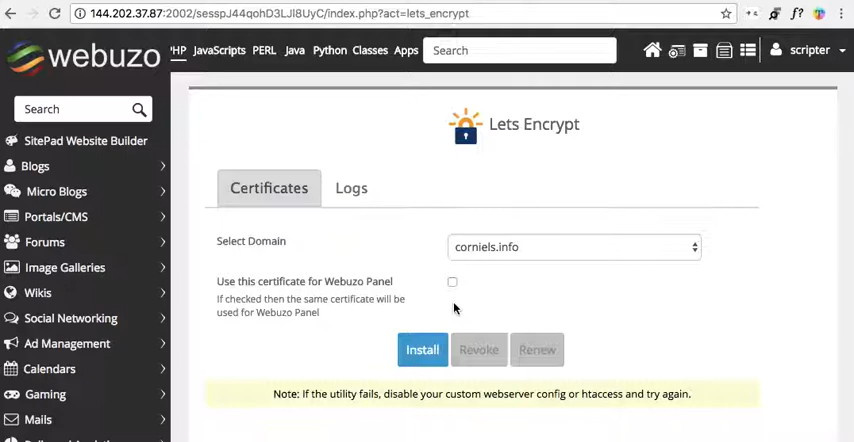 144.202.37.87:2002/sesspJ44qohD3LJl8UyC/index.php?act=lets_encrypt
webuzo
PHP JavaScripts PERL Java Python Classes Apps Search scripter
Search
SitePad Website Builder
Blogs
Micro Blogs
Portals/CMS
Forums
Image Galleries
Wikis
Social Networking
Ad Management
Calendars
Gaming
Mails
Lets Encrypt
Certificates Logs
Select Domain corniels.info
Use this certificate for Webuzo Panel
If checked then the same certificate will be
used for Webuzo Panel
Install Revoke Renew
Note: If the utility fails, disable your custom webserver config or htaccess and try again.